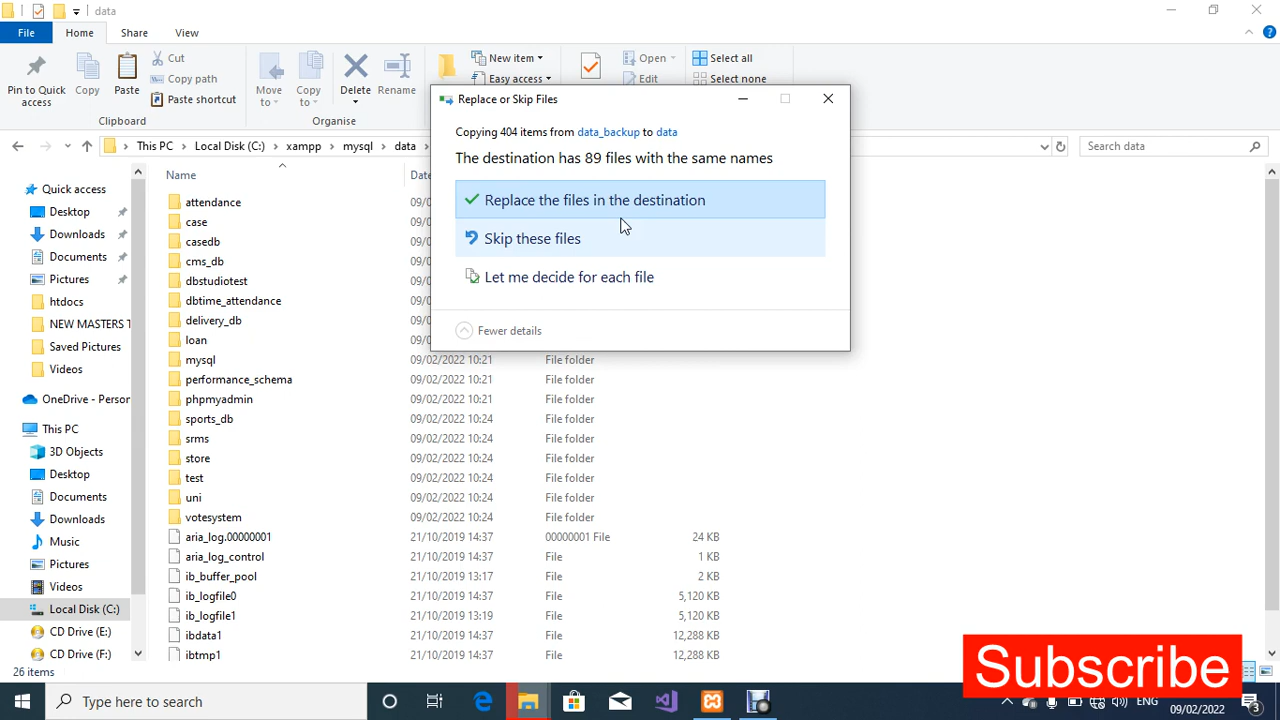 data
File
Home
Share
View
Pin to Quick access
Copy
Paste
Cut
Copy path
Paste shortcut
Clipboard
Move to
Copy to
Delete
Rename
Organise
New item
Easy access
Open
Edit
Select all
Select none
This PC
Local Disk (C:)
xampp
mysql
data
Search data
Replace or Skip Files
Copying 404 items from data_backup to data
The destination has 89 files with the same names
Replace the files in the destination
Skip these files
Let me decide for each file
Fewer details
Quick access
Desktop
Downloads
Documents
Pictures
htdocs
NEW MASTERS T
Saved Pictures
Videos
OneDrive - Person
This PC
3D Objects
Desktop
Documents
Downloads
Music
Pictures
Videos
Local Disk (C:)
CD Drive (E:)
CD Drive (F:)
Name
attendance
case
casedb
cms_db
dbstudiotest
dbtime_attendance
delivery_db
loan
mysql 09/02/2022 10:21 File folder
performance_schema 09/02/2022 10:21 File folder
phpmyadmin 09/02/2022 10:21 File folder
sports_db 09/02/2022 10:24 File folder
srms 09/02/2022 10:24 File folder
store 09/02/2022 10:24 File folder
test 09/02/2022 10:24 File folder
uni 09/02/2022 10:24 File folder
votesystem 09/02/2022 10:24 File folder
aria_log.00000001 21/10/2019 14:37 00000001 File 24 KB
aria_log_control 21/10/2019 14:37 File 1 KB
ib_buffer_pool 21/10/2019 13:17 File 2 KB
ib_logfile0 21/10/2019 14:37 File 5,120 KB
ib_logfile1 21/10/2019 13:19 File 5,120 KB
ibdata1 21/10/2019 14:37 File 12,288 KB
ibtmp1 21/10/2019 14:37 File 12,288 KB
26 items
Subscribe
Type here to search
ENG
09/02/2022
3